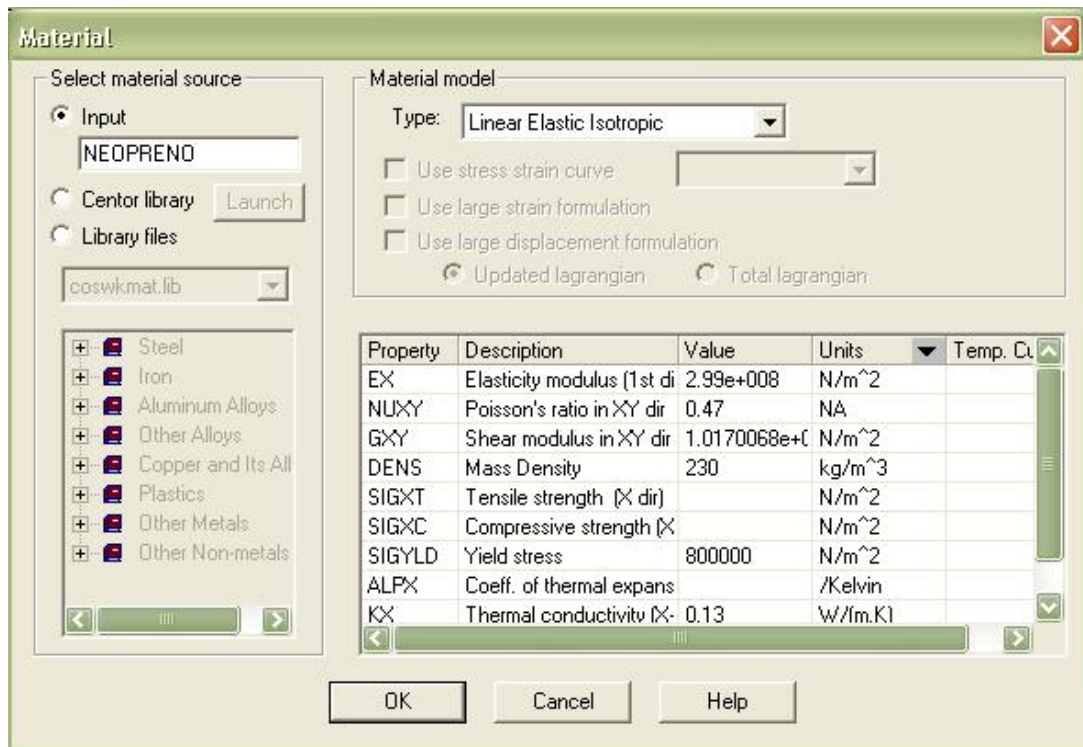 Material
Select material source
Input
NEOPRENO
Centor library Launch
Library files
coswkmat.lib
Steel
Iron
Aluminum Alloys
Other Alloys
Copper and Its All
Plastics
Other Metals
Other Non-metals
Material model
Type: Linear Elastic Isotropic
Use stress strain curve
Use large strain formulation
Use large displacement formulation
Updated lagrangian Total lagrangian
Property Description Value Units Temp. Cu
EX Elasticity modulus (1st di 2.99e+008 N/m^2
NUXY Poisson's ratio in XY dir 0.47 NA
GXY Shear modulus in XY dir 1.0170068e+0 N/m^2
DENS Mass Density 230 kg/m^3
SIGXT Tensile strength (X dir) N/m^2
SIGXC Compressive strength (X N/m^2
SIGYLD Yield stress 800000 N/m^2
ALPX Coeff. of thermal expans /Kelvin
KX Thermal conductivity (X- 0.13 W/(m.K)
OK Cancel Help